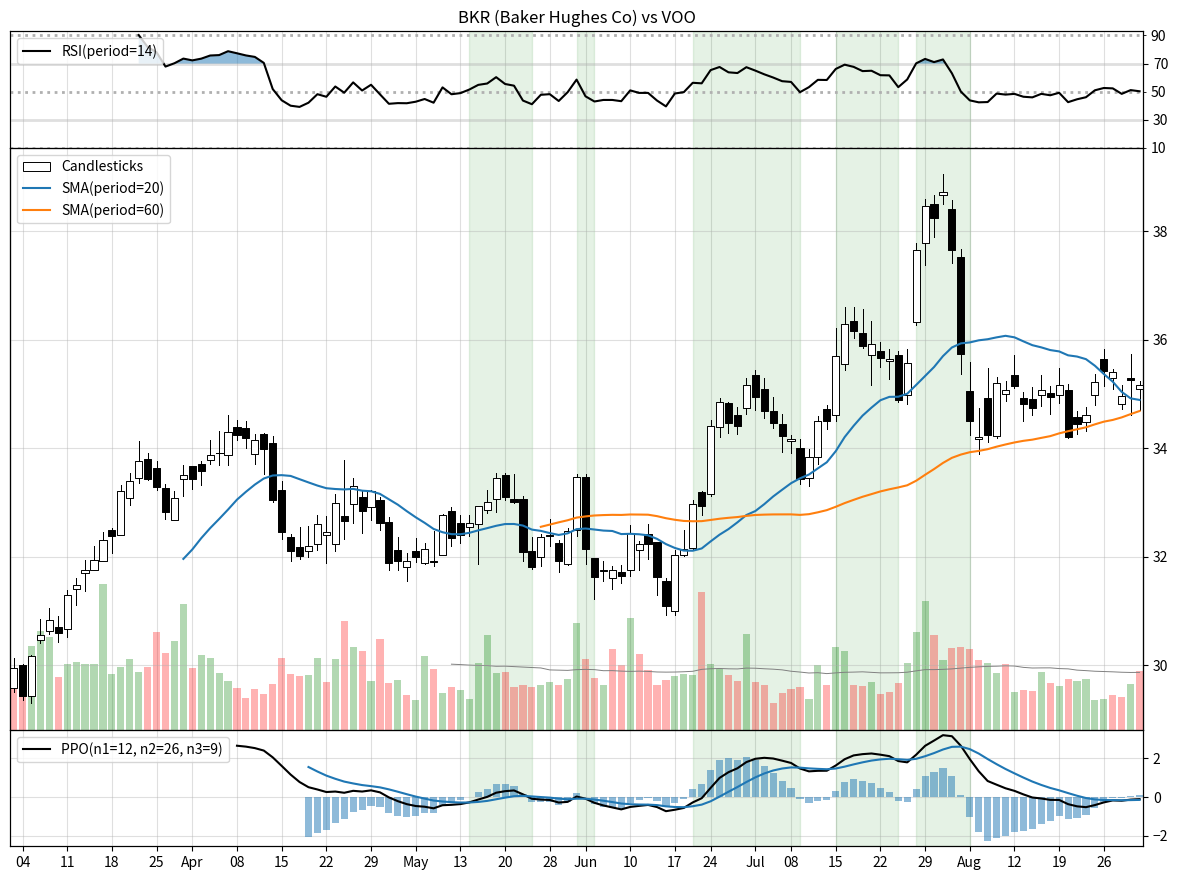 BKR (Baker Hughes Co) vs VOO
RSI(period=14)
90
70
50
30
10
Candlesticks
SMA(period=20)
SMA(period=60)
38
36
34
32
30
PPO(n1=12, n2=26, n3=9)
2
0
−2
04 11 18 25 Apr 08 15 22 29 May 13 20 28 Jun 10 17 24 Jul 08 15 22 29 Aug 12 19 26